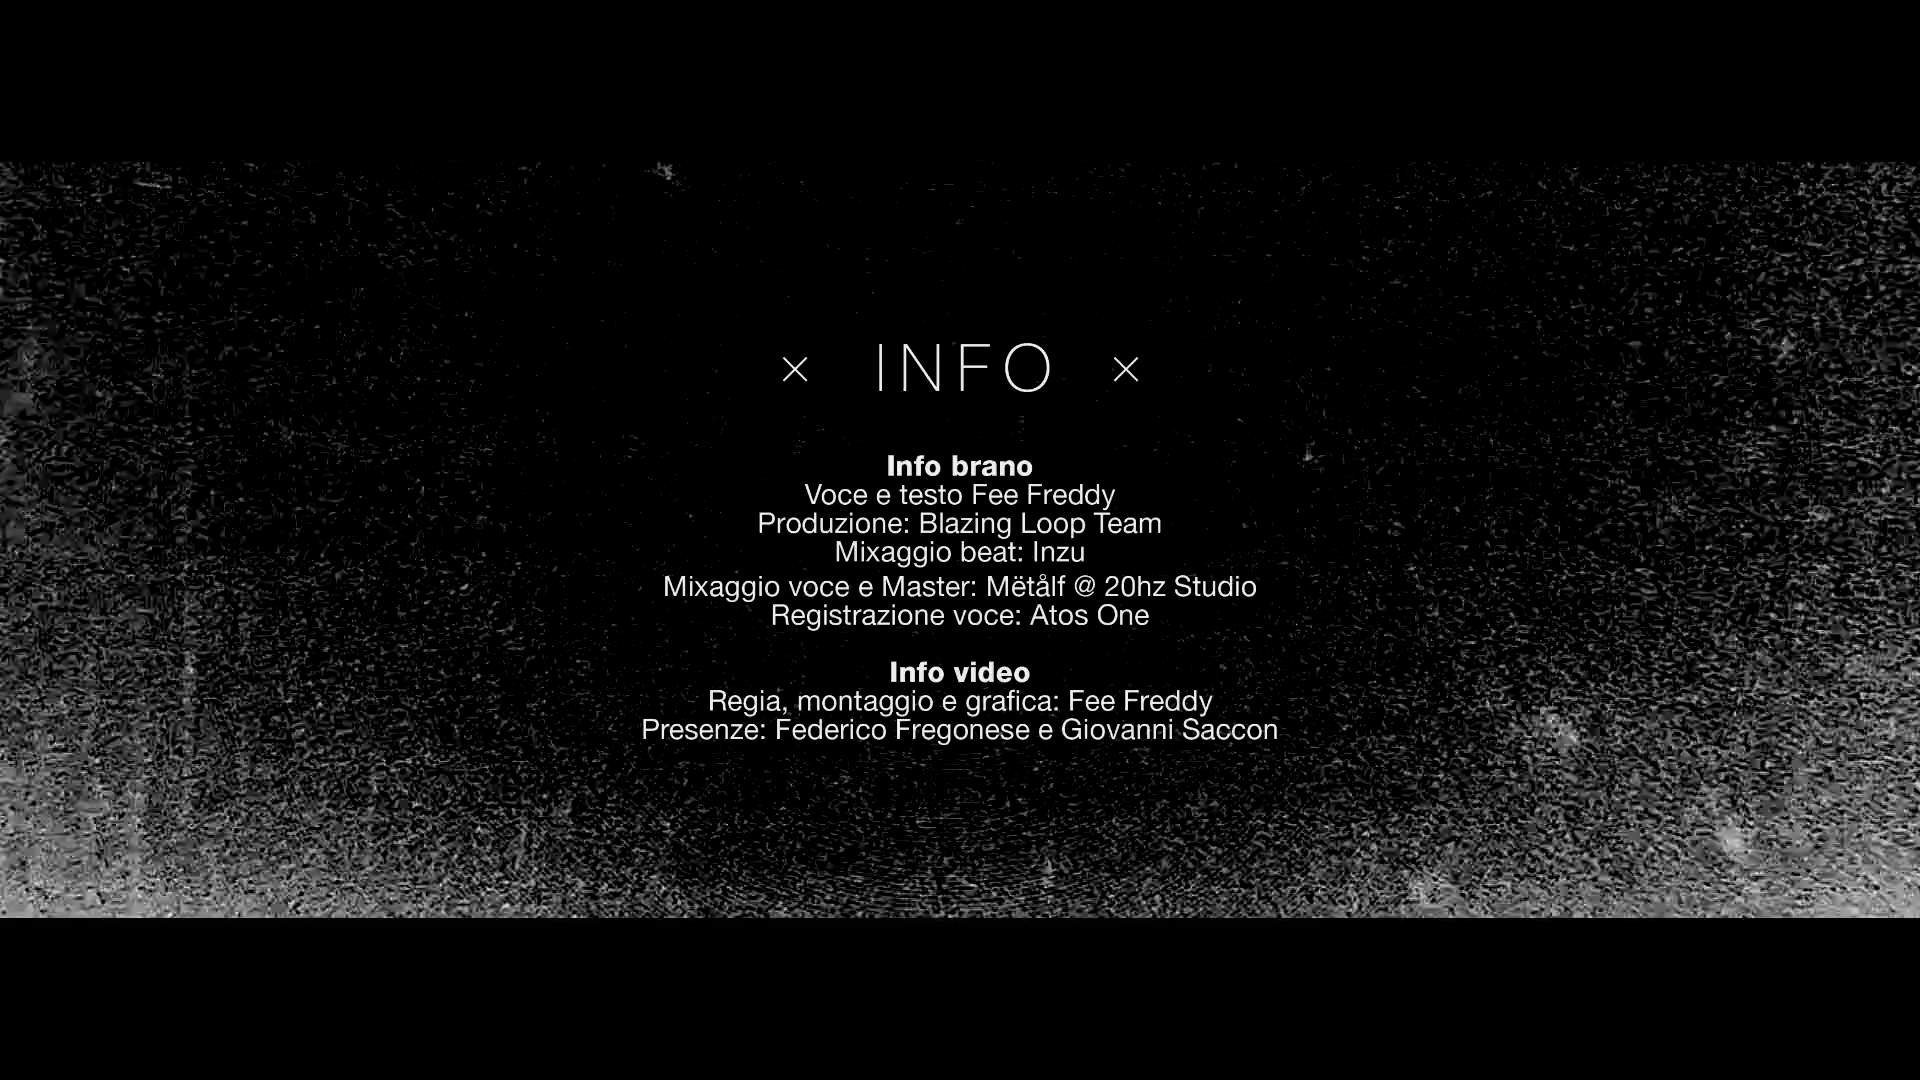 × INFO ×
Info brano
Voce e testo Fee Freddy
Produzione: Blazing Loop Team
Mixaggio beat: Inzu
Mixaggio voce e Master: Mëtålf @ 20hz Studio
Registrazione voce: Atos One
Info video
Regia, montaggio e grafica: Fee Freddy
Presenze: Federico Fregonese e Giovanni Saccon